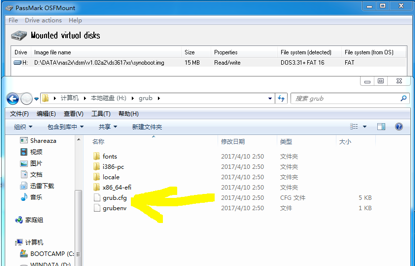 PassMark OSFMount
File Drive actions Help
Mounted virtual disks
Drive Image file name Size Properties File system (detected) File system (from OS)
H: D:\DATA\nas2x\dsm\v1.02a2\ds3617xs\synoboot.img 15 MB Read/write DOS3.31+ FAT 16 FAT
计算机 本地磁盘 (H:) grub 搜索 grub
文件(F) 编辑(E) 查看(V) 工具(T) 帮助(H)
组织 包含到库中 共享 新建文件夹
名称 修改日期 类型 大小
Shareaza
视频
图片
文档
迅雷下载
音乐
家庭组
计算机
BOOTCAMP (C:)
fonts 2017/4/10 2:50 文件夹
i386-pc 2017/4/10 2:50 文件夹
locale 2017/4/10 2:50 文件夹
x86_64-efi 2017/4/10 2:50 文件夹
grub.cfg 2017/4/10 2:50 CFG 文件 5 KB
grubenv 2017/4/10 2:50 文件 1 KB